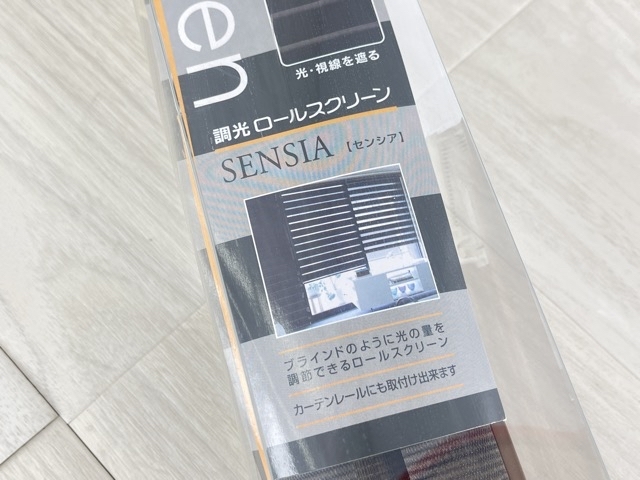 en
光・視線を遮る
調光 ロールスクリーン
SENSIA 【センシア】
ブラインドのように光の量を
調節できるロールスクリーン
カーテンレールにも取付け出来ます